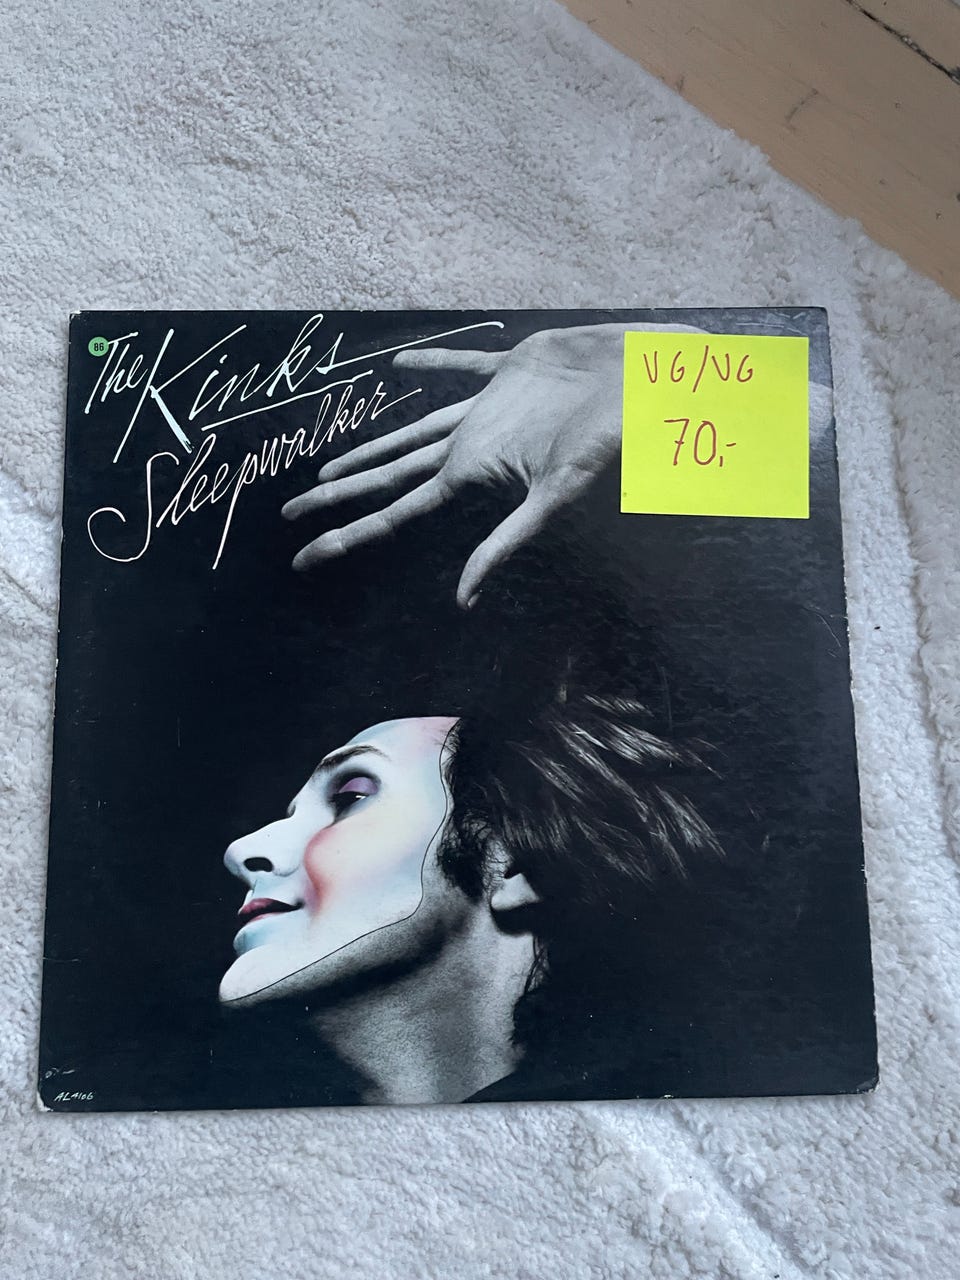 86
The Kinks
Sleepwalker
VG/VG
70,-
AL4106